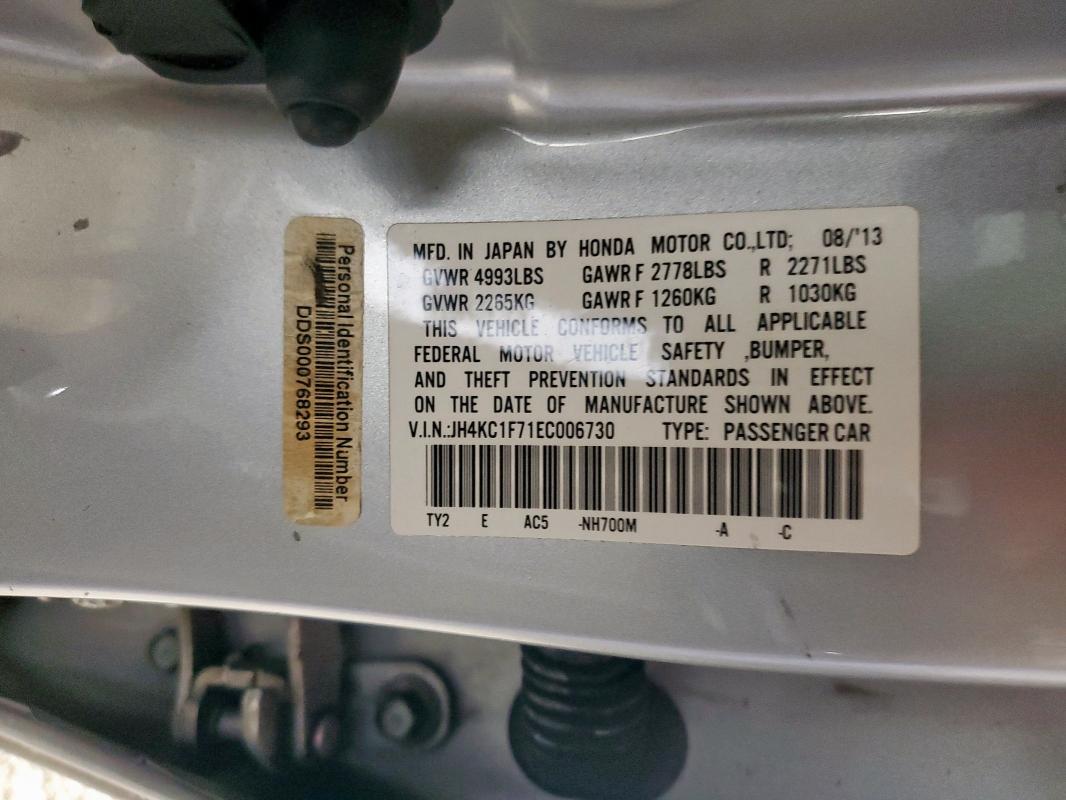 Personal Identification Number
DDS000768293
MFD. IN JAPAN BY HONDA MOTOR CO.,LTD; 08/'13
GVWR 4993LBS GAWR F 2778LBS R 2271LBS
GVWR 2265KG GAWR F 1260KG R 1030KG
THIS VEHICLE CONFORMS TO ALL APPLICABLE
FEDERAL MOTOR VEHICLE SAFETY ,BUMPER,
AND THEFT PREVENTION STANDARDS IN EFFECT
ON THE DATE OF MANUFACTURE SHOWN ABOVE.
V.I.N.:JH4KC1F71EC006730 TYPE: PASSENGER CAR
TY2 E AC5 -NH700M -A -C